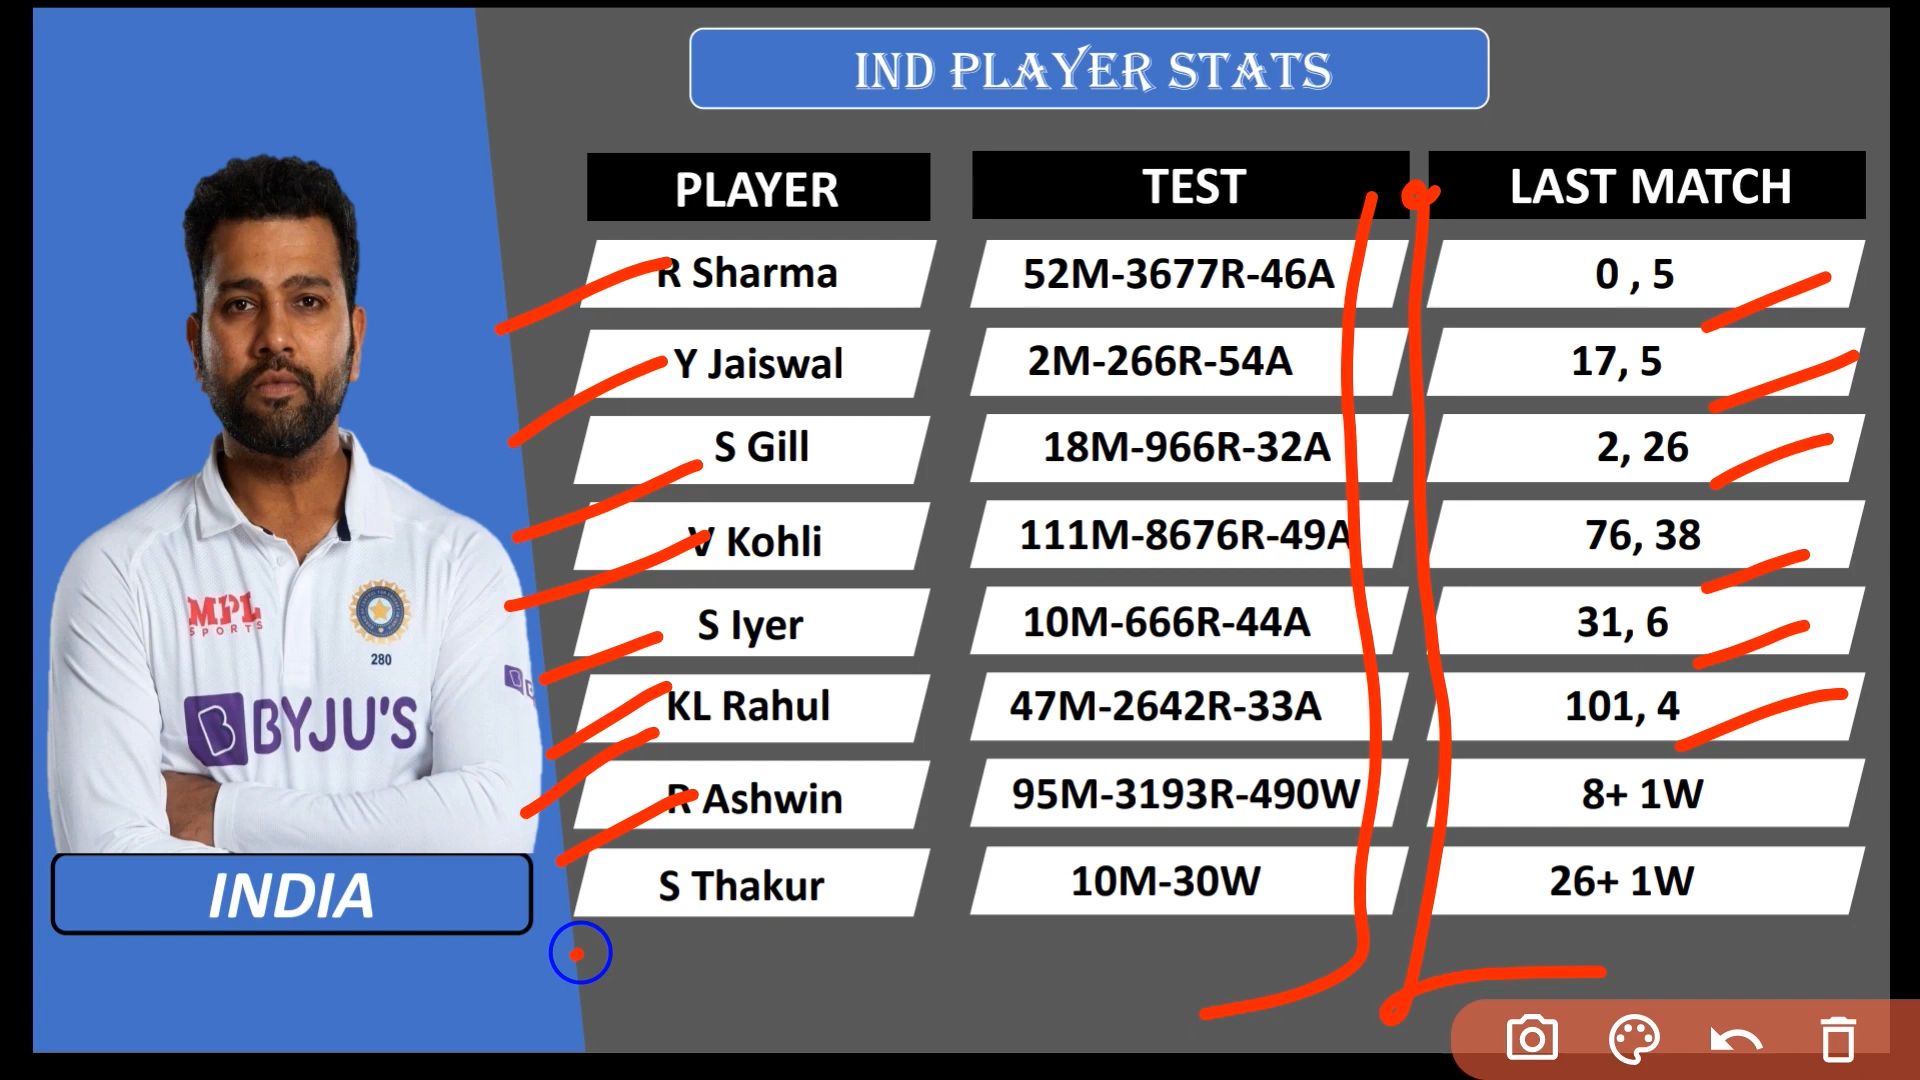 IND PLAYER STATS
PLAYER TEST LAST MATCH
R Sharma 52M-3677R-46A 0 , 5
Y Jaiswal 2M-266R-54A 17, 5
S Gill 18M-966R-32A 2, 26
V Kohli 111M-8676R-49A 76, 38
S Iyer 10M-666R-44A 31, 6
KL Rahul 47M-2642R-33A 101, 4
R Ashwin 95M-3193R-490W 8+ 1W
S Thakur 10M-30W 26+ 1W
MPL
SPORTS
280
BYJU'S
INDIA